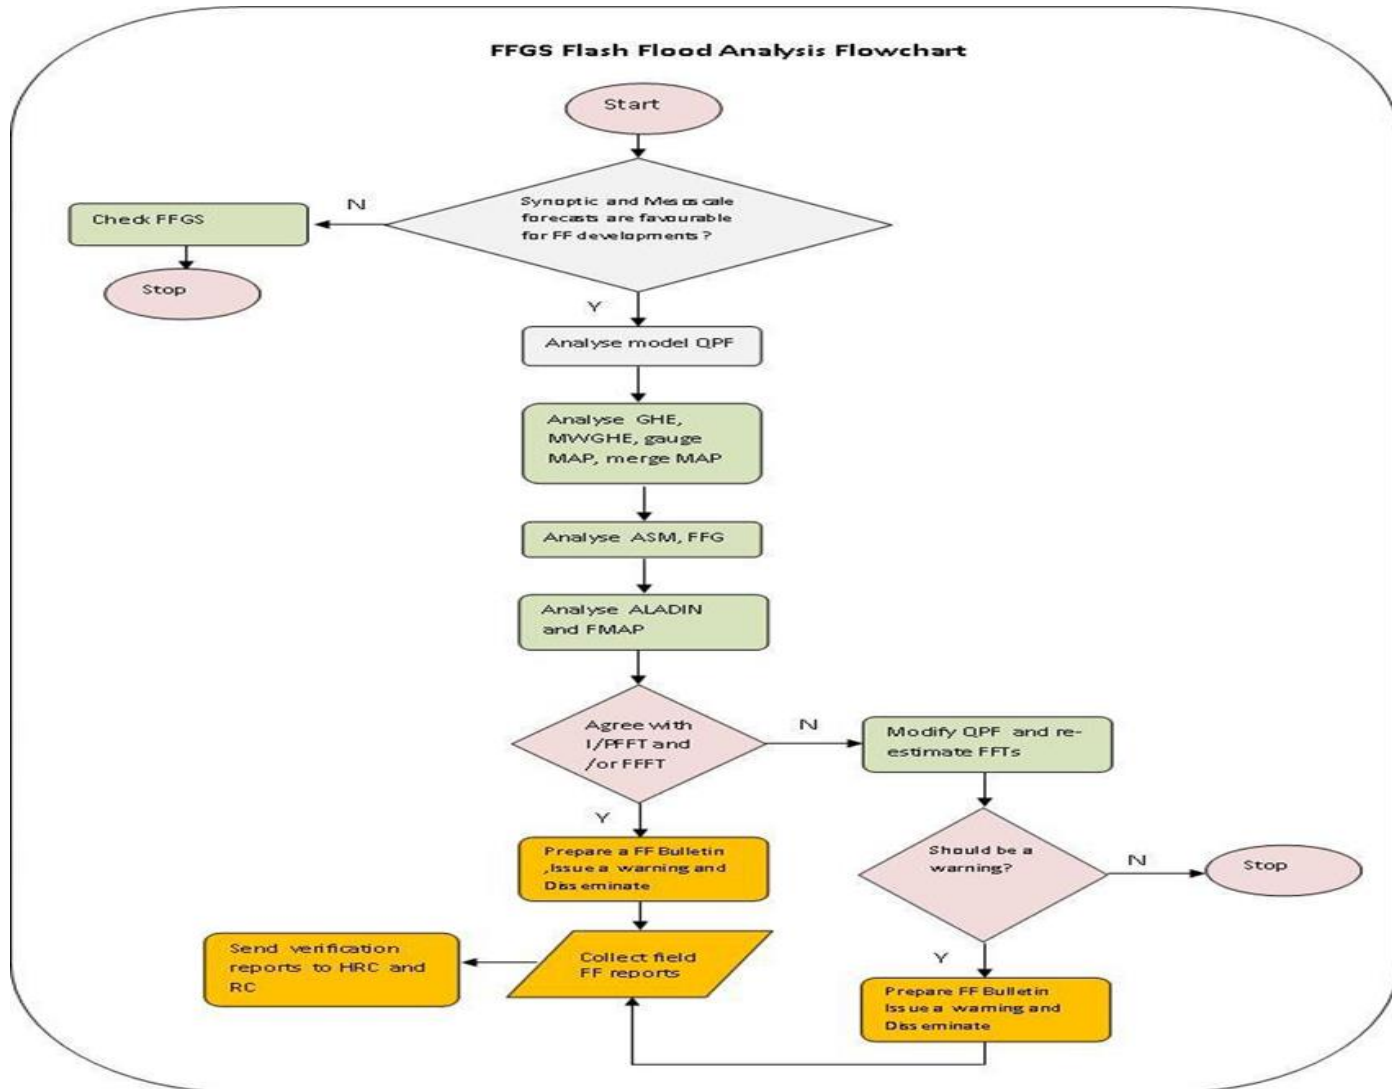 FFGS Flash Flood Analysis Flowchart
Start
Synoptic and Mesoscale
forecasts are favourable
for FF developments?
N
Check FFGS
Stop
Y
Analyse model QPF
Analyse GHE,
MWGHE, gauge
MAP, merge MAP
Analyse ASM, FFG
Analyse ALADIN
and FMAP
Agree with
I/PFFT and
/or FFFT
N
Modify QPF and re-
estimate FFTs
Y
Prepare a FF Bulletin
,Issue a warning and
Disseminate
Should be a
warning?
N
Stop
Send verification
reports to HRC and
RC
Collect field
FF reports
Y
Prepare FF Bulletin
Issue a warning and
Disseminate